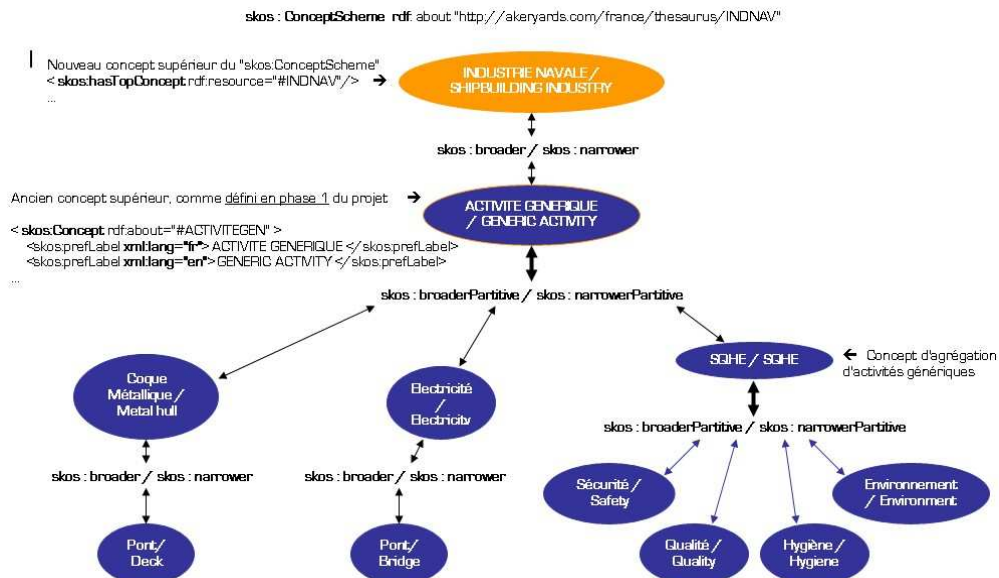 skos : ConceptScheme rdf: about "http://akeryards.com/france/thesaurus/INDNAV"
Nouveau concept supérieur du "skos:ConceptScheme"
< skos:hasTopConcept rdf:resource="#INDNAV"/> →
...
INDUSTRIE NAVALE /
SHIPBUILDING INDUSTRY
skos : broader / skos : narrower
Ancien concept supérieur, comme défini en phase 1 du projet →
ACTIVITE GENERIQUE
/ GENERIC ACTIVITY
< skos:Concept rdf:about="#ACTIVITEGEN" >
<skos:prefLabel xml:lang="fr"> ACTIVITE GENERIQUE </skos:prefLabel>
<skos:prefLabel xml:lang="en"> GENERIC ACTIVITY </skos:prefLabel>
...
skos : broaderPartitive / skos : narrowerPartitive
Coque
Métallique /
Metal hull
Electricité
/
Electricity
SQHE / SQHE
← Concept d'agrégation
d'activités génériques
skos : broaderPartitive / skos : narrowerPartitive
skos : broader / skos : narrower
skos : broader / skos : narrower
Sécurité /
Safety
Environnement
/ Environment
Pont/
Deck
Pont/
Bridge
Qualité /
Quality
Hygiène /
Hygiene